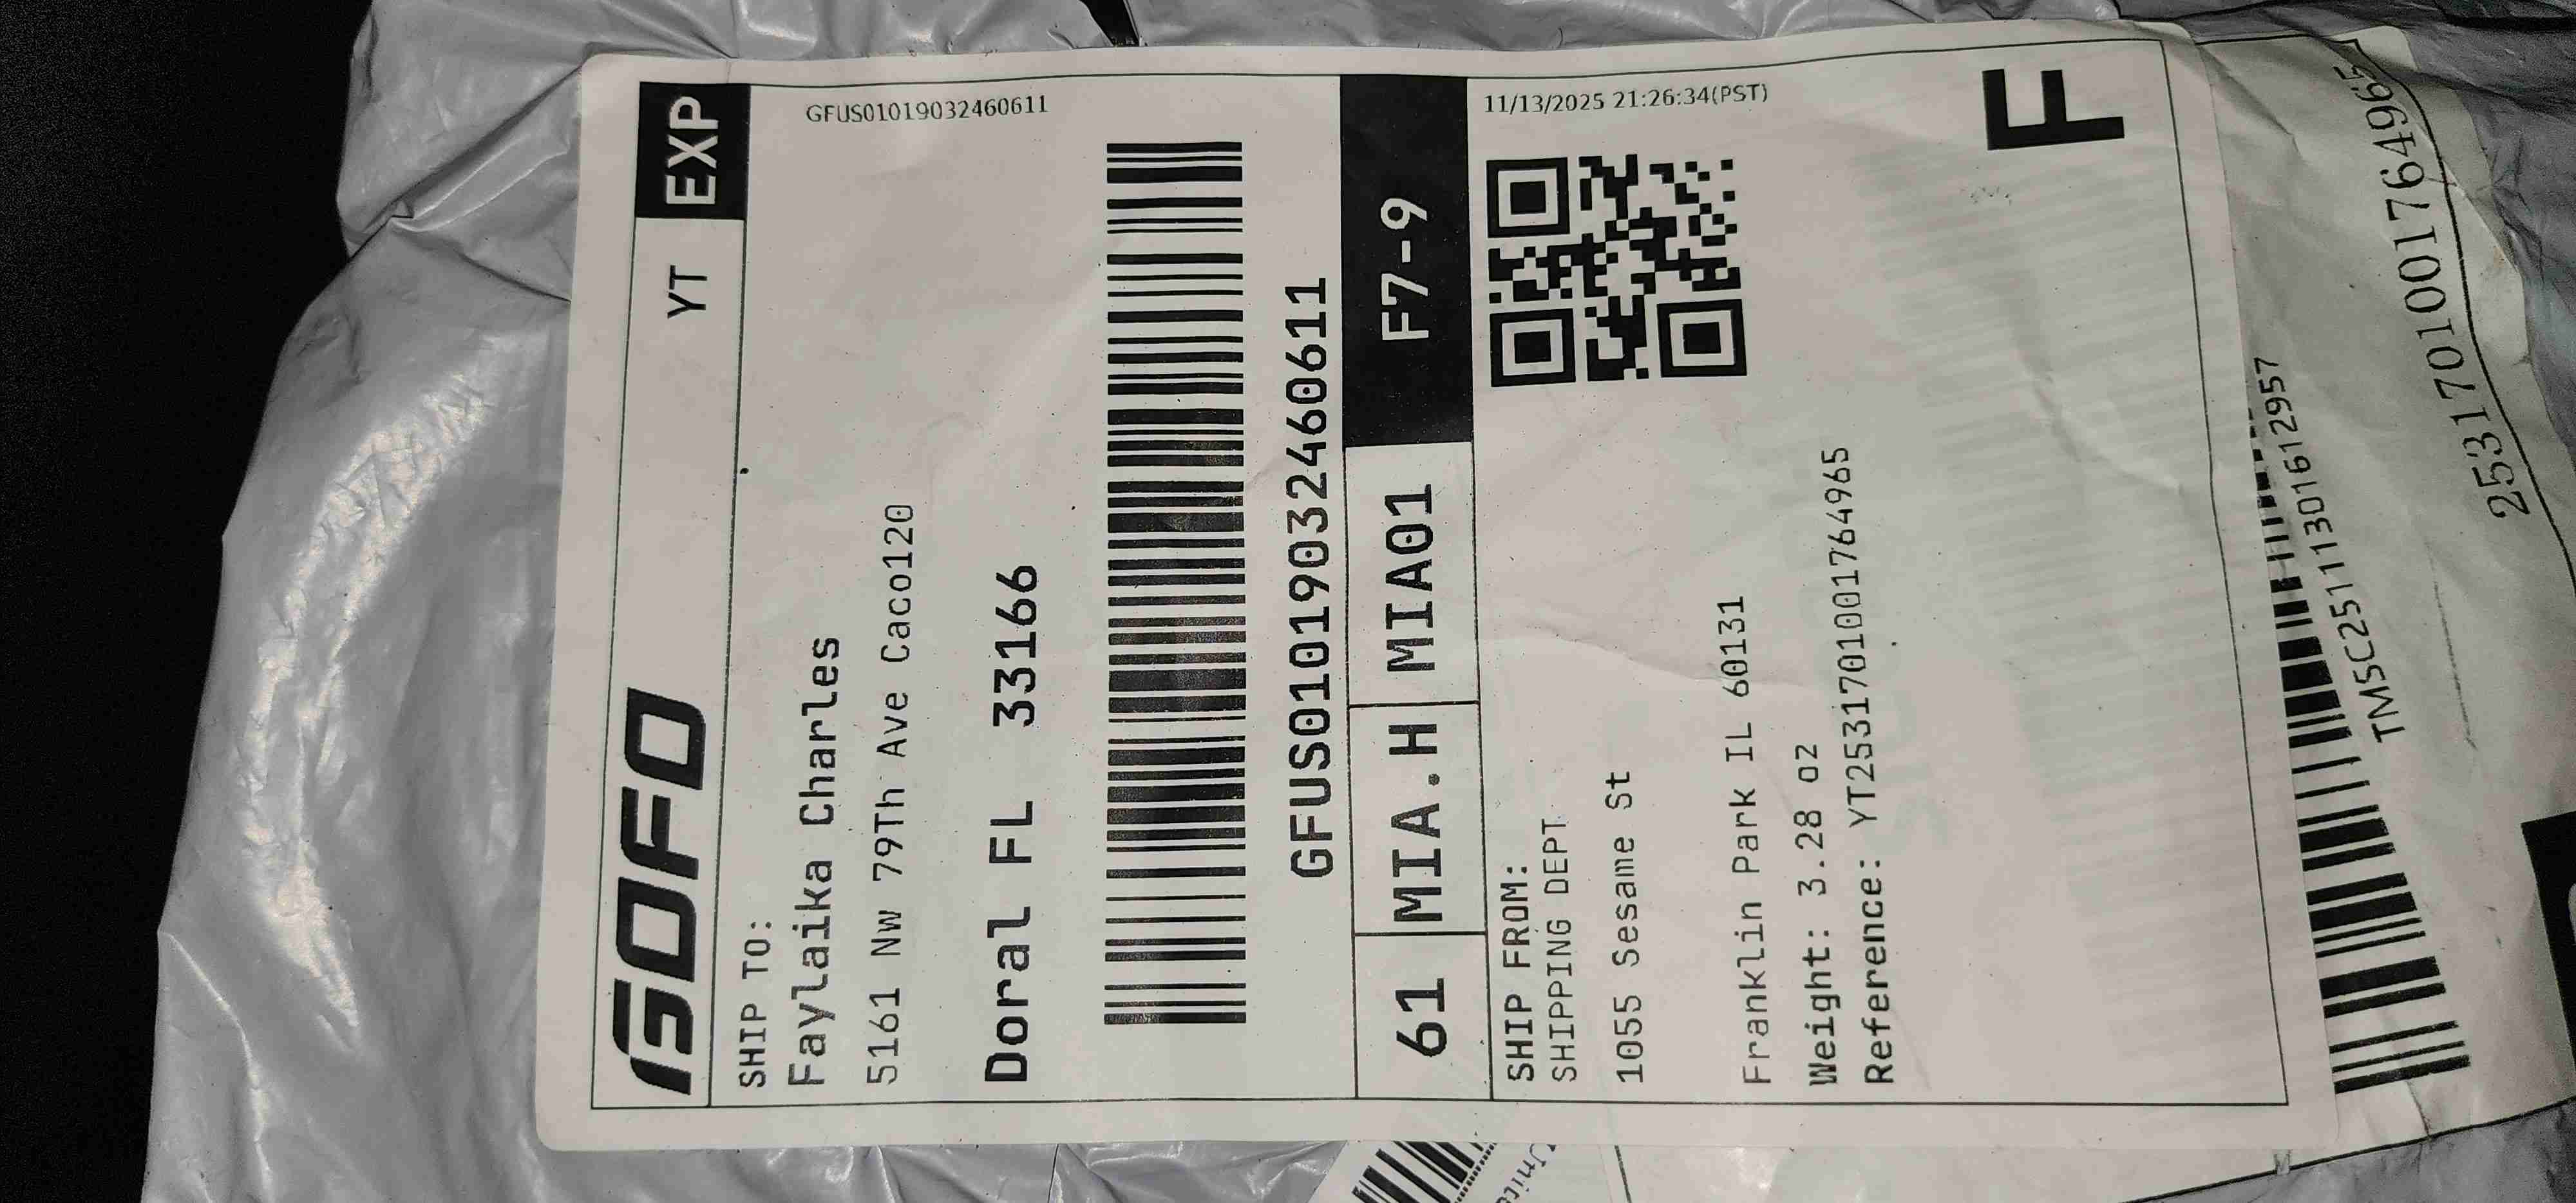 GOFO
YT EXP
GFUS01019032460611
SHIP TO:
Faylaika Charles
5161 Nw 79Th Ave Caco120
Doral FL 33166
GFUS01019032460611
61 MIA.H MIA01 F7-9
11/13/2025 21:26:34(PST)
SHIP FROM:
SHIPPING DEPT
1055 Sesame St
Franklin Park IL 60131
Weight: 3.28 oz
Reference: YT2531701001764965
F
TMSC25111301612957
2531701001764965